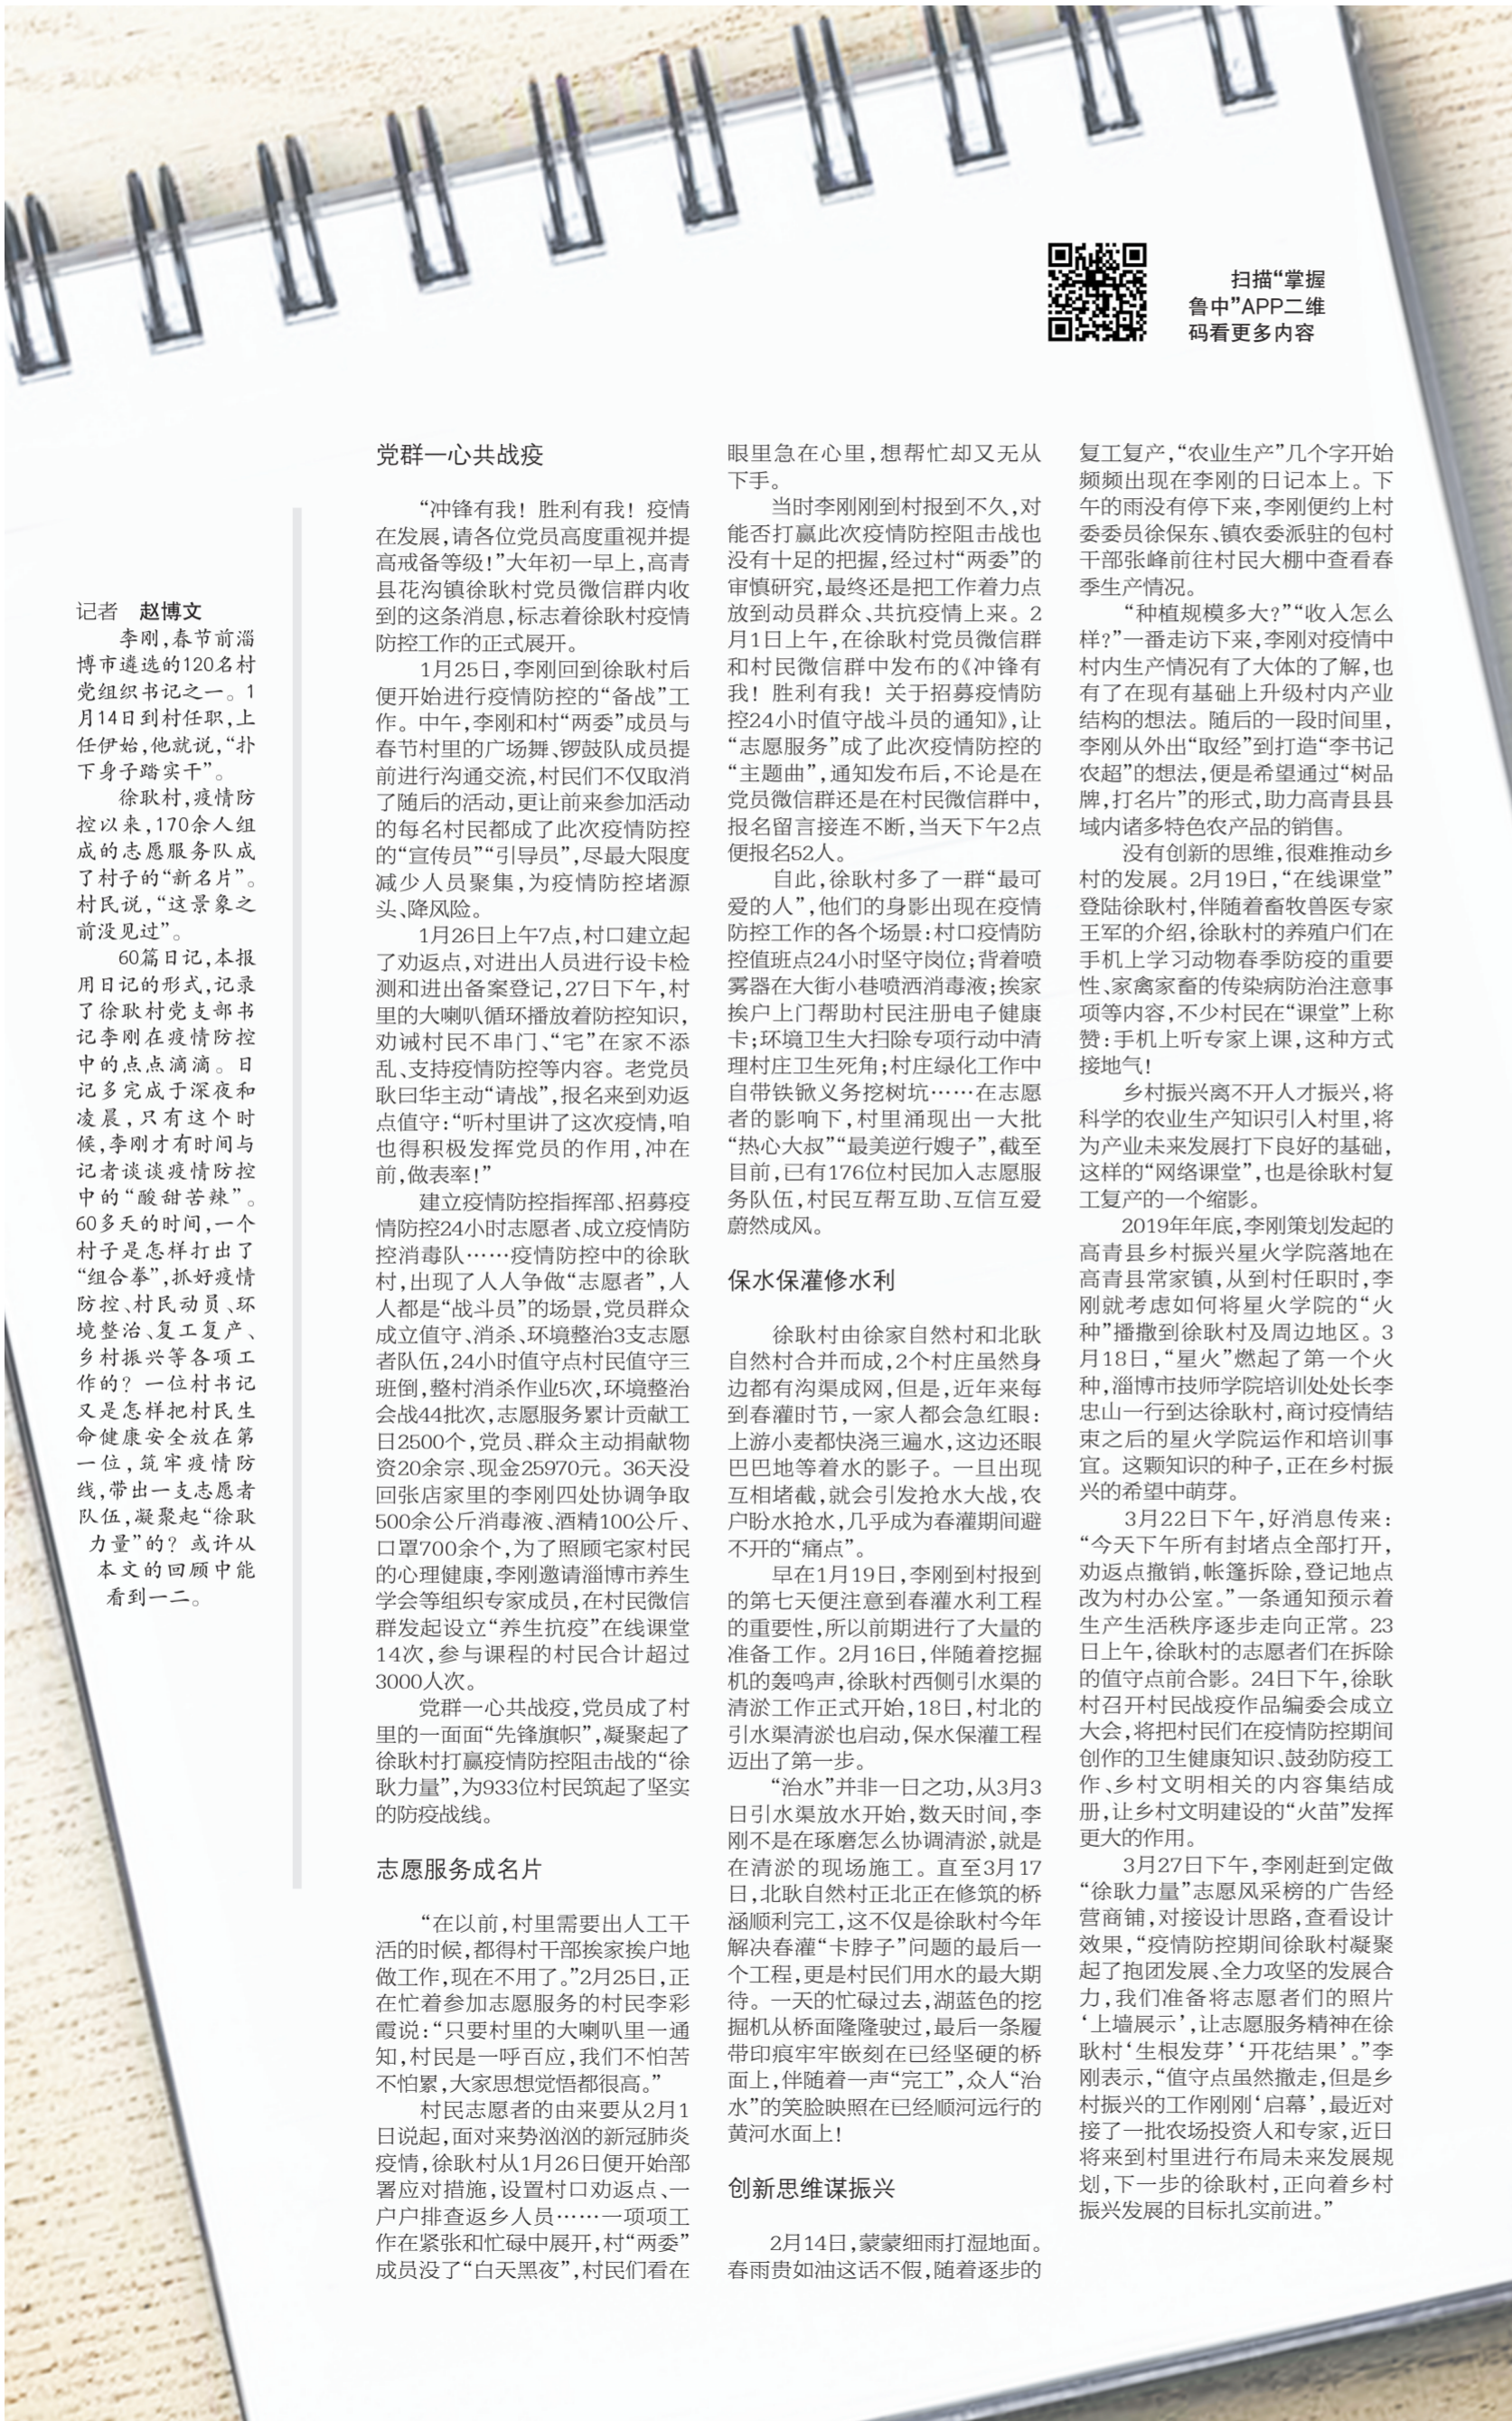 扫描“掌握
鲁中”APP二维
码看更多内容
记者 赵博文
李刚,春节前淄
博市遴选的120名村
党组织书记之一。1
月14日到村任职,上
任伊始,他就说,“扑
下身子踏实干”。
徐耿村,疫情防
控以来,170余人组
成的志愿服务队成
了村子的“新名片”。
村民说,“这景象之
前没见过”。
60篇日记,本报
用日记的形式,记录
了徐耿村党支部书
记李刚在疫情防控
中的点点滴滴。日
记多完成于深夜和
凌晨,只有这个时
候,李刚才有时间与
记者谈谈疫情防控
中的“酸甜苦辣”。
60多天的时间,一个
村子是怎样打出了
“组合拳”,抓好疫情
防控、村民动员、环
境整治、复工复产、
乡村振兴等各项工
作的?一位村书记
又是怎样把村民生
命健康安全放在第
一位,筑牢疫情防
线,带出一支志愿者
队伍,凝聚起“徐耿
力量”的?或许从
本文的回顾中能
看到一二。
党群一心共战疫
“冲锋有我!胜利有我!疫情
在发展,请各位党员高度重视并提
高戒备等级!”大年初一早上,高青
县花沟镇徐耿村党员微信群内收
到的这条消息,标志着徐耿村疫情
防控工作的正式展开。
1月25日,李刚回到徐耿村后
便开始进行疫情防控的“备战”工
作。中午,李刚和村“两委”成员与
春节村里的广场舞、锣鼓队成员提
前进行沟通交流,村民们不仅取消
了随后的活动,更让前来参加活动
的每名村民都成了此次疫情防控
的“宣传员”“引导员”,尽最大限度
减少人员聚集,为疫情防控堵源
头、降风险。
1月26日上午7点,村口建立起
了劝返点,对进出人员进行设卡检
测和进出备案登记,27日下午,村
里的大喇叭循环播放着防控知识,
劝诫村民不串门、“宅”在家不添
乱、支持疫情防控等内容。老党员
耿曰华主动“请战”,报名来到劝返
点值守:“听村里讲了这次疫情,咱
也得积极发挥党员的作用,冲在
前,做表率!”
建立疫情防控指挥部、招募疫
情防控24小时志愿者、成立疫情防
控消毒队……疫情防控中的徐耿
村,出现了人人争做“志愿者”,人
人都是“战斗员”的场景,党员群众
成立值守、消杀、环境整治3支志愿
者队伍,24小时值守点村民值守三
班倒,整村消杀作业5次,环境整治
会战44批次,志愿服务累计贡献工
日2500个,党员、群众主动捐献物
资20余宗、现金25970元。36天没
回张店家里的李刚四处协调争取
500余公斤消毒液、酒精100公斤、
口罩700余个,为了照顾宅家村民
的心理健康,李刚邀请淄博市养生
学会等组织专家成员,在村民微信
群发起设立“养生抗疫”在线课堂
14次,参与课程的村民合计超过
3000人次。
党群一心共战疫,党员成了村
里的一面面“先锋旗帜”,凝聚起了
徐耿村打赢疫情防控阻击战的“徐
耿力量”,为933位村民筑起了坚实
的防疫战线。
志愿服务成名片
“在以前,村里需要出人工干
活的时候,都得村干部挨家挨户地
做工作,现在不用了。”2月25日,正
在忙着参加志愿服务的村民李彩
霞说:“只要村里的大喇叭里一通
知,村民是一呼百应,我们不怕苦
不怕累,大家思想觉悟都很高。”
村民志愿者的由来要从2月1
日说起,面对来势汹汹的新冠肺炎
疫情,徐耿村从1月26日便开始部
署应对措施,设置村口劝返点、一
户户排查返乡人员……一项项工
作在紧张和忙碌中展开,村“两委”
成员没了“白天黑夜”,村民们看在
眼里急在心里,想帮忙却又无从
下手。
当时李刚刚到村报到不久,对
能否打赢此次疫情防控阻击战也
没有十足的把握,经过村“两委”的
审慎研究,最终还是把工作着力点
放到动员群众、共抗疫情上来。2
月1日上午,在徐耿村党员微信群
和村民微信群中发布的《冲锋有
我!胜利有我!关于招募疫情防
控24小时值守战斗员的通知》,让
“志愿服务”成了此次疫情防控的
“主题曲”,通知发布后,不论是在
党员微信群还是在村民微信群中,
报名留言接连不断,当天下午2点
便报名52人。
自此,徐耿村多了一群“最可
爱的人”,他们的身影出现在疫情
防控工作的各个场景:村口疫情防
控值班点24小时坚守岗位;背着喷
雾器在大街小巷喷洒消毒液;挨家
挨户上门帮助村民注册电子健康
卡;环境卫生大扫除专项行动中清
理村庄卫生死角;村庄绿化工作中
自带铁锨义务挖树坑……在志愿
者的影响下,村里涌现出一大批
“热心大叔”“最美逆行嫂子”,截至
目前,已有176位村民加入志愿服
务队伍,村民互帮互助、互信互爱
蔚然成风。
保水保灌修水利
徐耿村由徐家自然村和北耿
自然村合并而成,2个村庄虽然身
边都有沟渠成网,但是,近年来每
到春灌时节,一家人都会急红眼:
上游小麦都快浇三遍水,这边还眼
巴巴地等着水的影子。一旦出现
互相堵截,就会引发抢水大战,农
户盼水抢水,几乎成为春灌期间避
不开的“痛点”。
早在1月19日,李刚到村报到
的第七天便注意到春灌水利工程
的重要性,所以前期进行了大量的
准备工作。2月16日,伴随着挖掘
机的轰鸣声,徐耿村西侧引水渠的
清淤工作正式开始,18日,村北的
引水渠清淤也启动,保水保灌工程
迈出了第一步。
“治水”并非一日之功,从3月3
日引水渠放水开始,数天时间,李
刚不是在琢磨怎么协调清淤,就是
在清淤的现场施工。直至3月17
日,北耿自然村正北正在修筑的桥
涵顺利完工,这不仅是徐耿村今年
解决春灌“卡脖子”问题的最后一
个工程,更是村民们用水的最大期
待。一天的忙碌过去,湖蓝色的挖
掘机从桥面隆隆驶过,最后一条履
带印痕牢牢嵌刻在已经坚硬的桥
面上,伴随着一声“完工”,众人“治
水”的笑脸映照在已经顺河远行的
黄河水面上!
创新思维谋振兴
2月14日,蒙蒙细雨打湿地面。
春雨贵如油这话不假,随着逐步的
复工复产,“农业生产”几个字开始
频频出现在李刚的日记本上。下
午的雨没有停下来,李刚便约上村
委委员徐保东、镇农委派驻的包村
干部张峰前往村民大棚中查看春
季生产情况。
“种植规模多大?”“收入怎么
样?”一番走访下来,李刚对疫情中
村内生产情况有了大体的了解,也
有了在现有基础上升级村内产业
结构的想法。随后的一段时间里,
李刚从外出“取经”到打造“李书记
农超”的想法,便是希望通过“树品
牌,打名片”的形式,助力高青县县
域内诸多特色农产品的销售。
没有创新的思维,很难推动乡
村的发展。2月19日,“在线课堂”
登陆徐耿村,伴随着畜牧兽医专家
王军的介绍,徐耿村的养殖户们在
手机上学习动物春季防疫的重要
性、家禽家畜的传染病防治注意事
项等内容,不少村民在“课堂”上称
赞:手机上听专家上课,这种方式
接地气!
乡村振兴离不开人才振兴,将
科学的农业生产知识引入村里,将
为产业未来发展打下良好的基础,
这样的“网络课堂”,也是徐耿村复
工复产的一个缩影。
2019年年底,李刚策划发起的
高青县乡村振兴星火学院落地在
高青县常家镇,从到村任职时,李
刚就考虑如何将星火学院的“火
种”播撒到徐耿村及周边地区。3
月18日,“星火”燃起了第一个火
种,淄博市技师学院培训处处长李
忠山一行到达徐耿村,商讨疫情结
束之后的星火学院运作和培训事
宜。这颗知识的种子,正在乡村振
兴的希望中萌芽。
3月22日下午,好消息传来:
“今天下午所有封堵点全部打开,
劝返点撤销,帐篷拆除,登记地点
改为村办公室。”一条通知预示着
生产生活秩序逐步走向正常。23
日上午,徐耿村的志愿者们在拆除
的值守点前合影。24日下午,徐耿
村召开村民战疫作品编委会成立
大会,将把村民们在疫情防控期间
创作的卫生健康知识、鼓劲防疫工
作、乡村文明相关的内容集结成
册,让乡村文明建设的“火苗”发挥
更大的作用。
3月27日下午,李刚赶到定做
“徐耿力量”志愿风采榜的广告经
营商铺,对接设计思路,查看设计
效果,“疫情防控期间徐耿村凝聚
起了抱团发展、全力攻坚的发展合
力,我们准备将志愿者们的照片
‘上墙展示’,让志愿服务精神在徐
耿村‘生根发芽’‘开花结果’。”李
刚表示,“值守点虽然撤走,但是乡
村振兴的工作刚刚‘启幕’,最近对
接了一批农场投资人和专家,近日
将来到村里进行布局未来发展规
划,下一步的徐耿村,正向着乡村
振兴发展的目标扎实前进。”